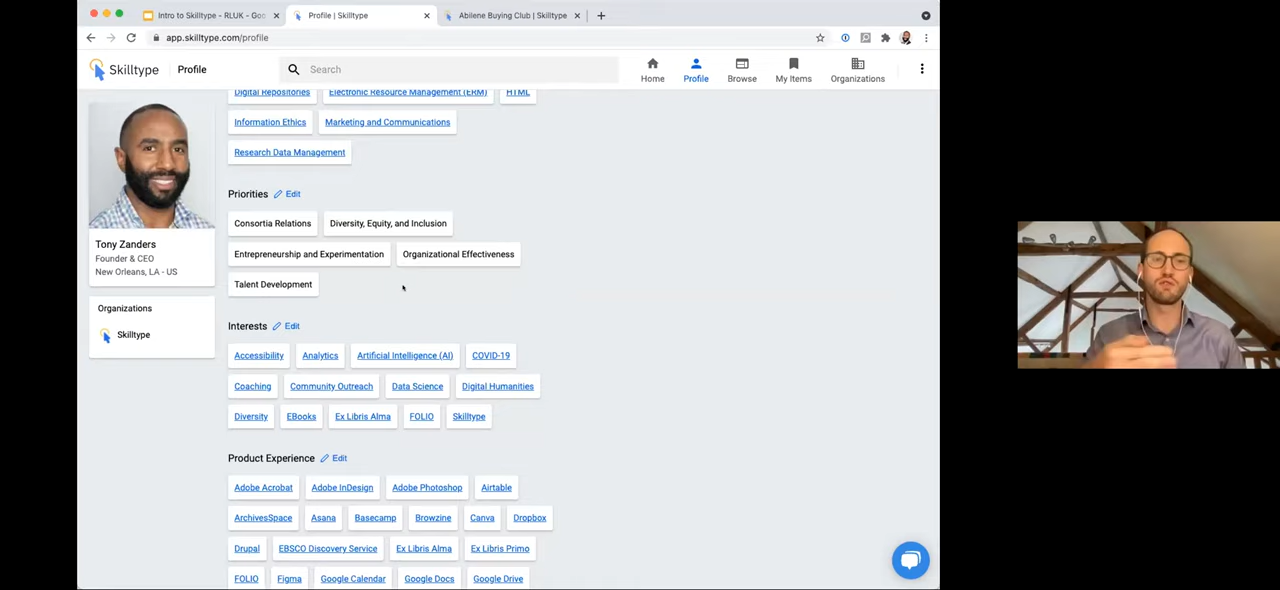 Intro to Skilltype - RLUK - Goo
Profile | Skilltype
Abilene Buying Club | Skilltype
app.skilltype.com/profile
Skilltype
Profile
Search
Home
Profile
Browse
My Items
Organizations
Digital Repositories
Electronic Resource Management (ERM)
HTML
Information Ethics
Marketing and Communications
Research Data Management
Priorities
Edit
Consortia Relations
Diversity, Equity, and Inclusion
Entrepreneurship and Experimentation
Organizational Effectiveness
Talent Development
Tony Zanders
Founder & CEO
New Orleans, LA - US
Organizations
Skilltype
Interests
Edit
Accessibility
Analytics
Artificial Intelligence (AI)
COVID-19
Coaching
Community Outreach
Data Science
Digital Humanities
Diversity
EBooks
Ex Libris Alma
FOLIO
Skilltype
Product Experience
Edit
Adobe Acrobat
Adobe InDesign
Adobe Photoshop
Airtable
ArchivesSpace
Asana
Basecamp
Browzine
Canva
Dropbox
Drupal
EBSCO Discovery Service
Ex Libris Alma
Ex Libris Primo
FOLIO
Figma
Google Calendar
Google Docs
Google Drive